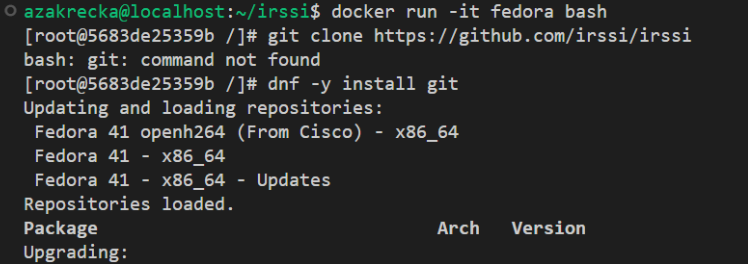 azakrecka@localhost:~/irssi$ docker run -it fedora bash
[root@5683de25359b /]# git clone https://github.com/irssi/irssi
bash: git: command not found
[root@5683de25359b /]# dnf -y install git
Updating and loading repositories:
 Fedora 41 openh264 (From Cisco) - x86_64
 Fedora 41 - x86_64
 Fedora 41 - x86_64 - Updates
Repositories loaded.
Package Arch Version
Upgrading: